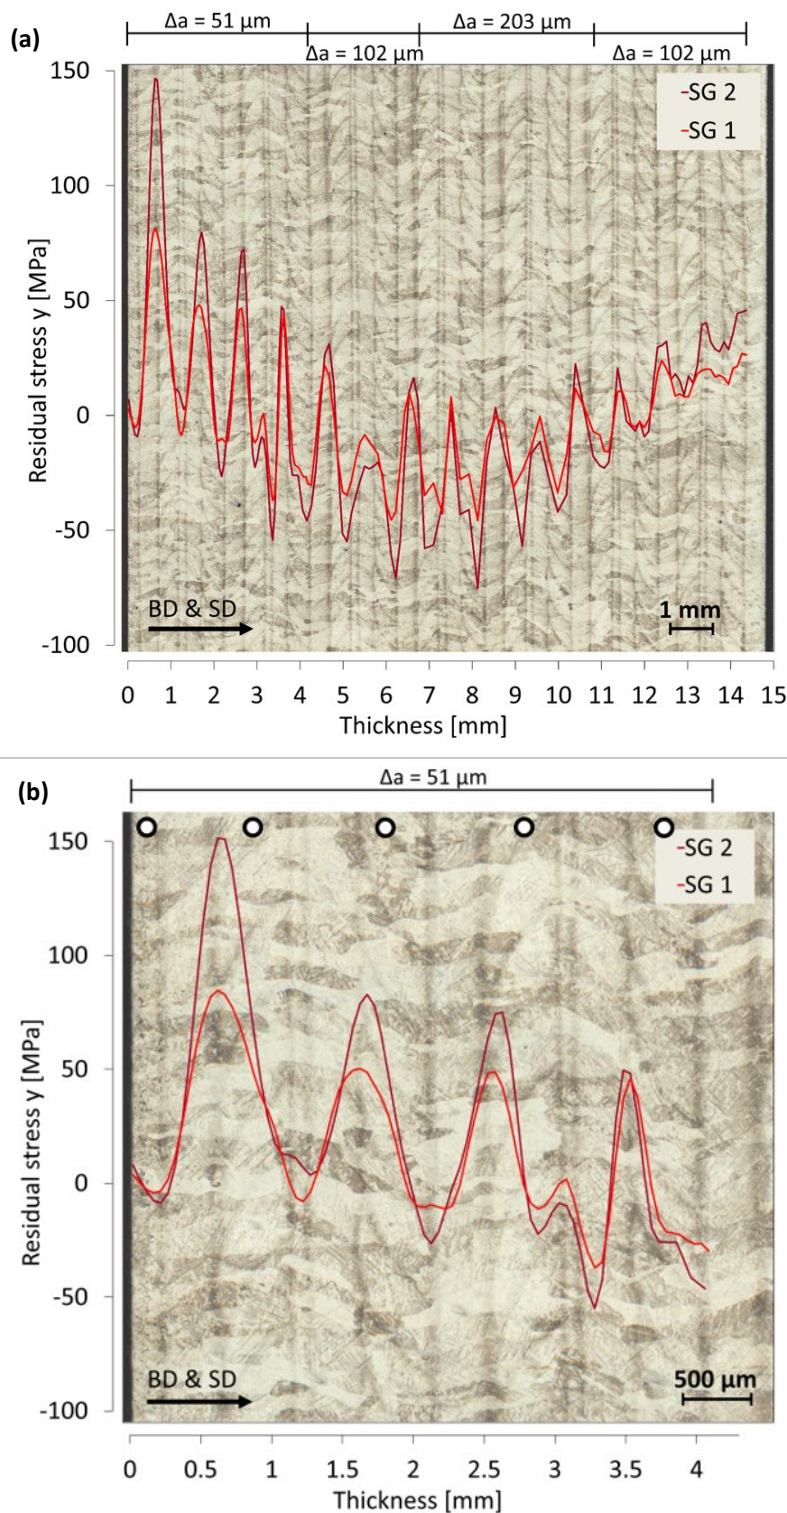 (a)
Δa = 51 µm
Δa = 203 µm
Δa = 102 µm
Δa = 102 µm
150
100
50
0
-50
-100
Residual stress y [MPa]
-SG 2
-SG 1
BD & SD
1 mm
0 1 2 3 4 5 6 7 8 9 10 11 12 13 14 15
Thickness [mm]
(b)
Δa = 51 µm
150
100
50
0
-50
-100
Residual stress y [MPa]
-SG 2
-SG 1
BD & SD
500 µm
0 0.5 1 1.5 2 2.5 3 3.5 4
Thickness [mm]